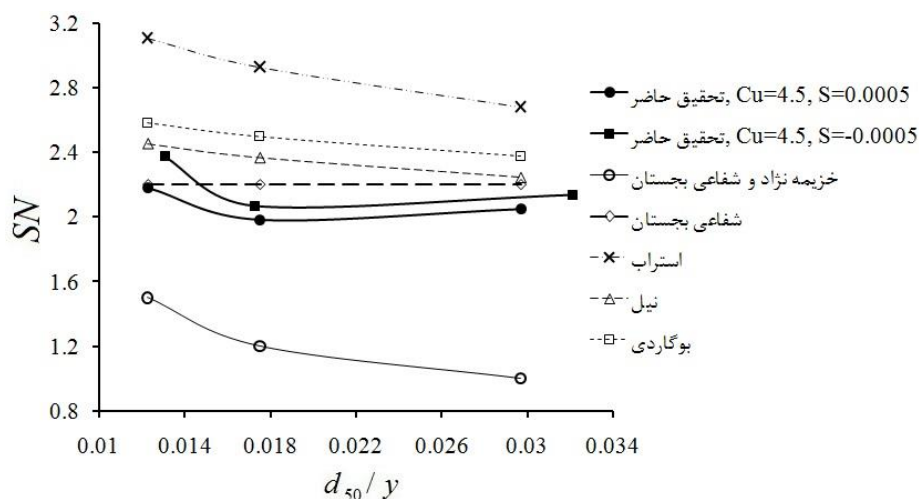 3.2
2.8
2.4
2
1.6
1.2
0.8
SN
0.01 0.014 0.018 0.022 0.026 0.03 0.034
d50 / y
تحقیق حاضر, Cu=4.5, S=0.0005
تحقیق حاضر, Cu=4.5, S=-0.0005
خزیمه نژاد و شفاعی بجستان
شفاعی بجستان
استراب
نیل
بوگاردی